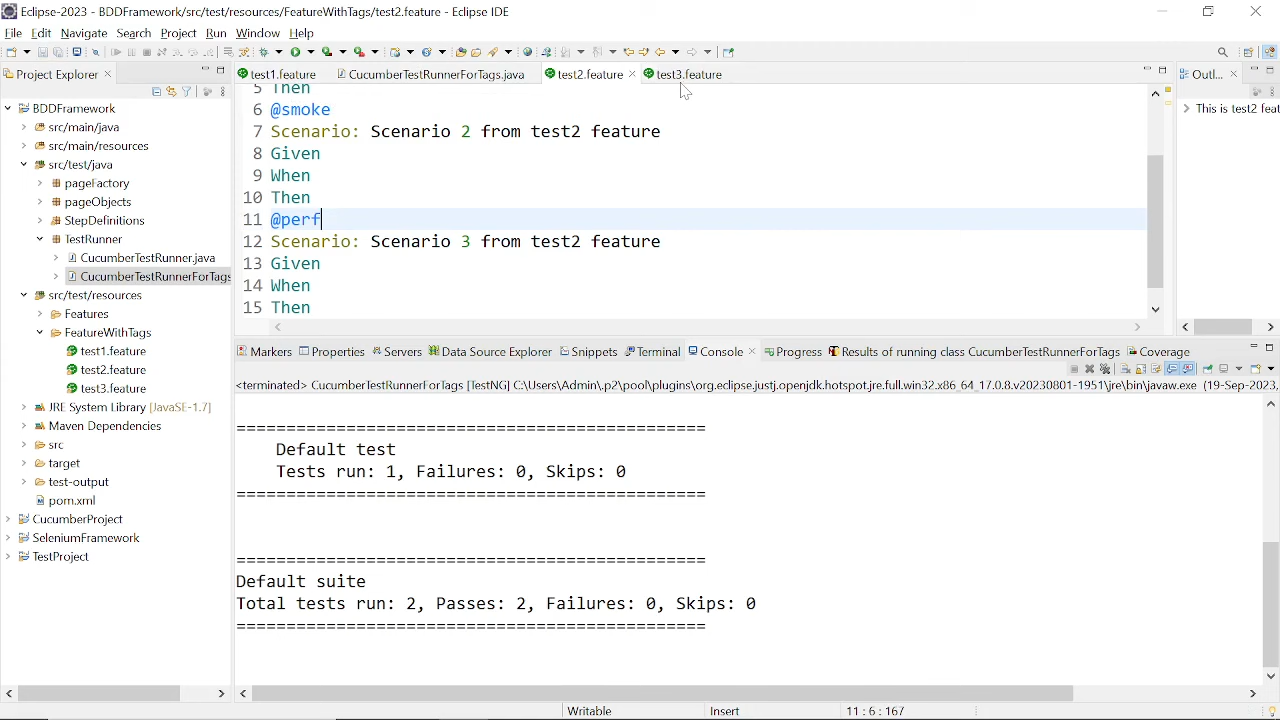 Eclipse-2023 - BDDFramework/src/test/resources/FeatureWithTags/test2.feature - Eclipse IDE
File Edit Navigate Search Project Run Window Help
Project Explorer
test1.feature
CucumberTestRunnerForTags.java
test2.feature
test3.feature
Outl...
BDDFramework
src/main/java
src/main/resources
src/test/java
pageFactory
pageObjects
StepDefinitions
TestRunner
CucumberTestRunner.java
CucumberTestRunnerForTags
src/test/resources
Features
FeatureWithTags
test1.feature
test2.feature
test3.feature
JRE System Library [JavaSE-1.7]
Maven Dependencies
src
target
test-output
pom.xml
CucumberProject
SeleniumFramework
TestProject
5 Then
6 @smoke
7 Scenario: Scenario 2 from test2 feature
8 Given
9 When
10 Then
11 @perf
12 Scenario: Scenario 3 from test2 feature
13 Given
14 When
15 Then
This is test2 feat
Markers Properties Servers Data Source Explorer Snippets Terminal Console Progress Results of running class CucumberTestRunnerForTags Coverage
<terminated> CucumberTestRunnerForTags [TestNG] C:\Users\Admin\.p2\pool\plugins\org.eclipse.justj.openjdk.hotspot.jre.full.win32.x86_64_17.0.8.v20230801-1951\jre\bin\javaw.exe (19-Sep-2023,
===============================================
Default test
Tests run: 1, Failures: 0, Skips: 0
===============================================
===============================================
Default suite
Total tests run: 2, Passes: 2, Failures: 0, Skips: 0
===============================================
Writable
Insert
11 : 6 : 167